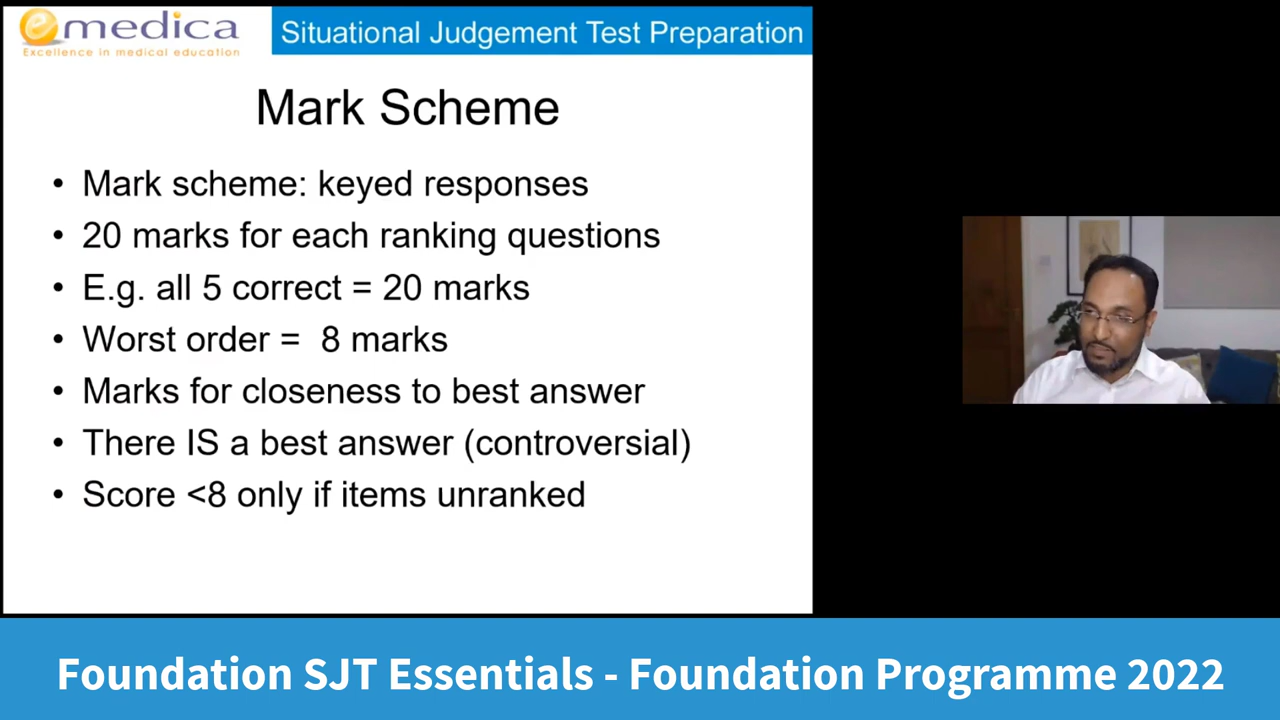 emedica
Excellence in medical education
Situational Judgement Test Preparation
Mark Scheme
• Mark scheme: keyed responses
• 20 marks for each ranking questions
• E.g. all 5 correct = 20 marks
• Worst order = 8 marks
• Marks for closeness to best answer
• There IS a best answer (controversial)
• Score <8 only if items unranked
Foundation SJT Essentials - Foundation Programme 2022